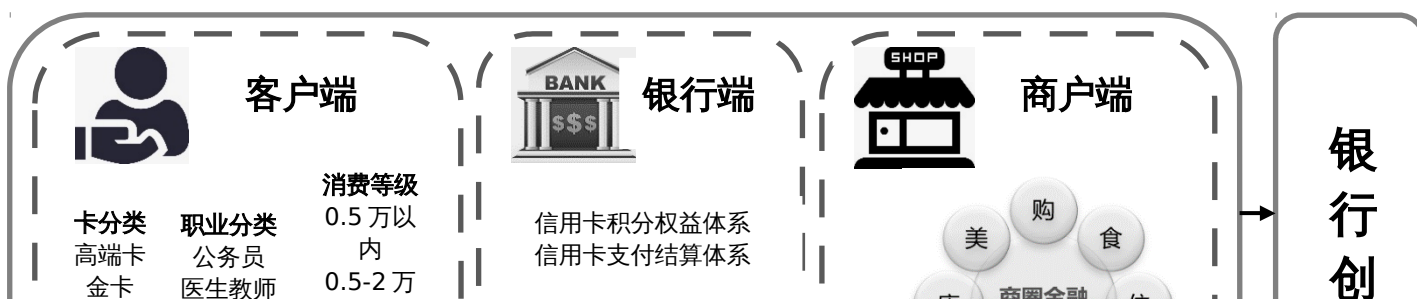 客户端
卡分类
高端卡
金卡
职业分类
公务员
医生教师
消费等级
0.5 万以
内
0.5-2 万
BANK
$$$
银行端
信用卡积分权益体系
信用卡支付结算体系
SHOP
商户端
购
美
食
商圈金融
银
行
创